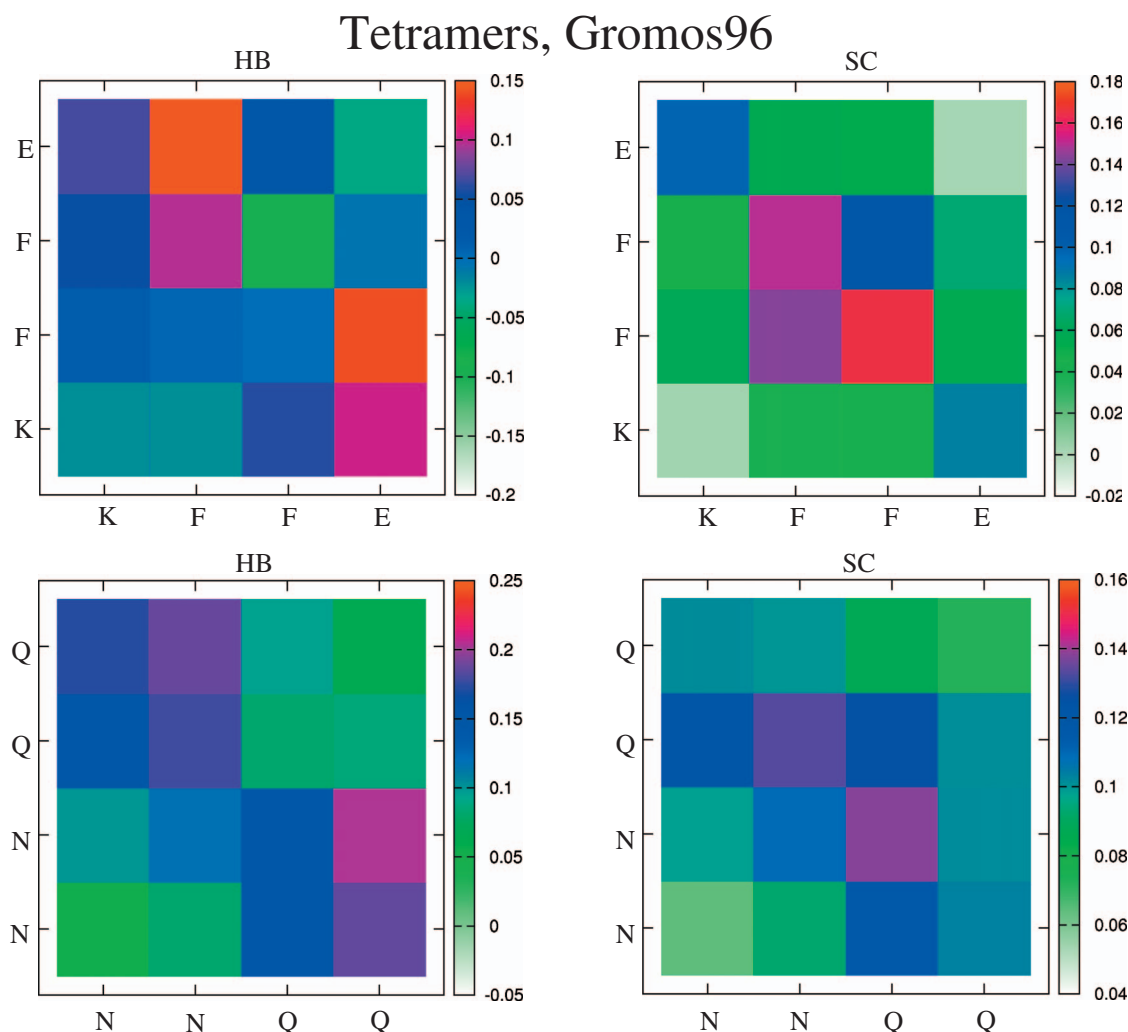 Tetramers, Gromos96
HB
SC
E
F
F
K
K F F E
0.15
0.1
0.05
0
-0.05
-0.1
-0.15
-0.2
E
F
F
K
K F F E
0.18
0.16
0.14
0.12
0.1
0.08
0.06
0.04
0.02
0
-0.02
HB
SC
Q
Q
N
N
N N Q Q
0.25
0.2
0.15
0.1
0.05
0
-0.05
Q
Q
N
N
N N Q Q
0.16
0.14
0.12
0.1
0.08
0.06
0.04